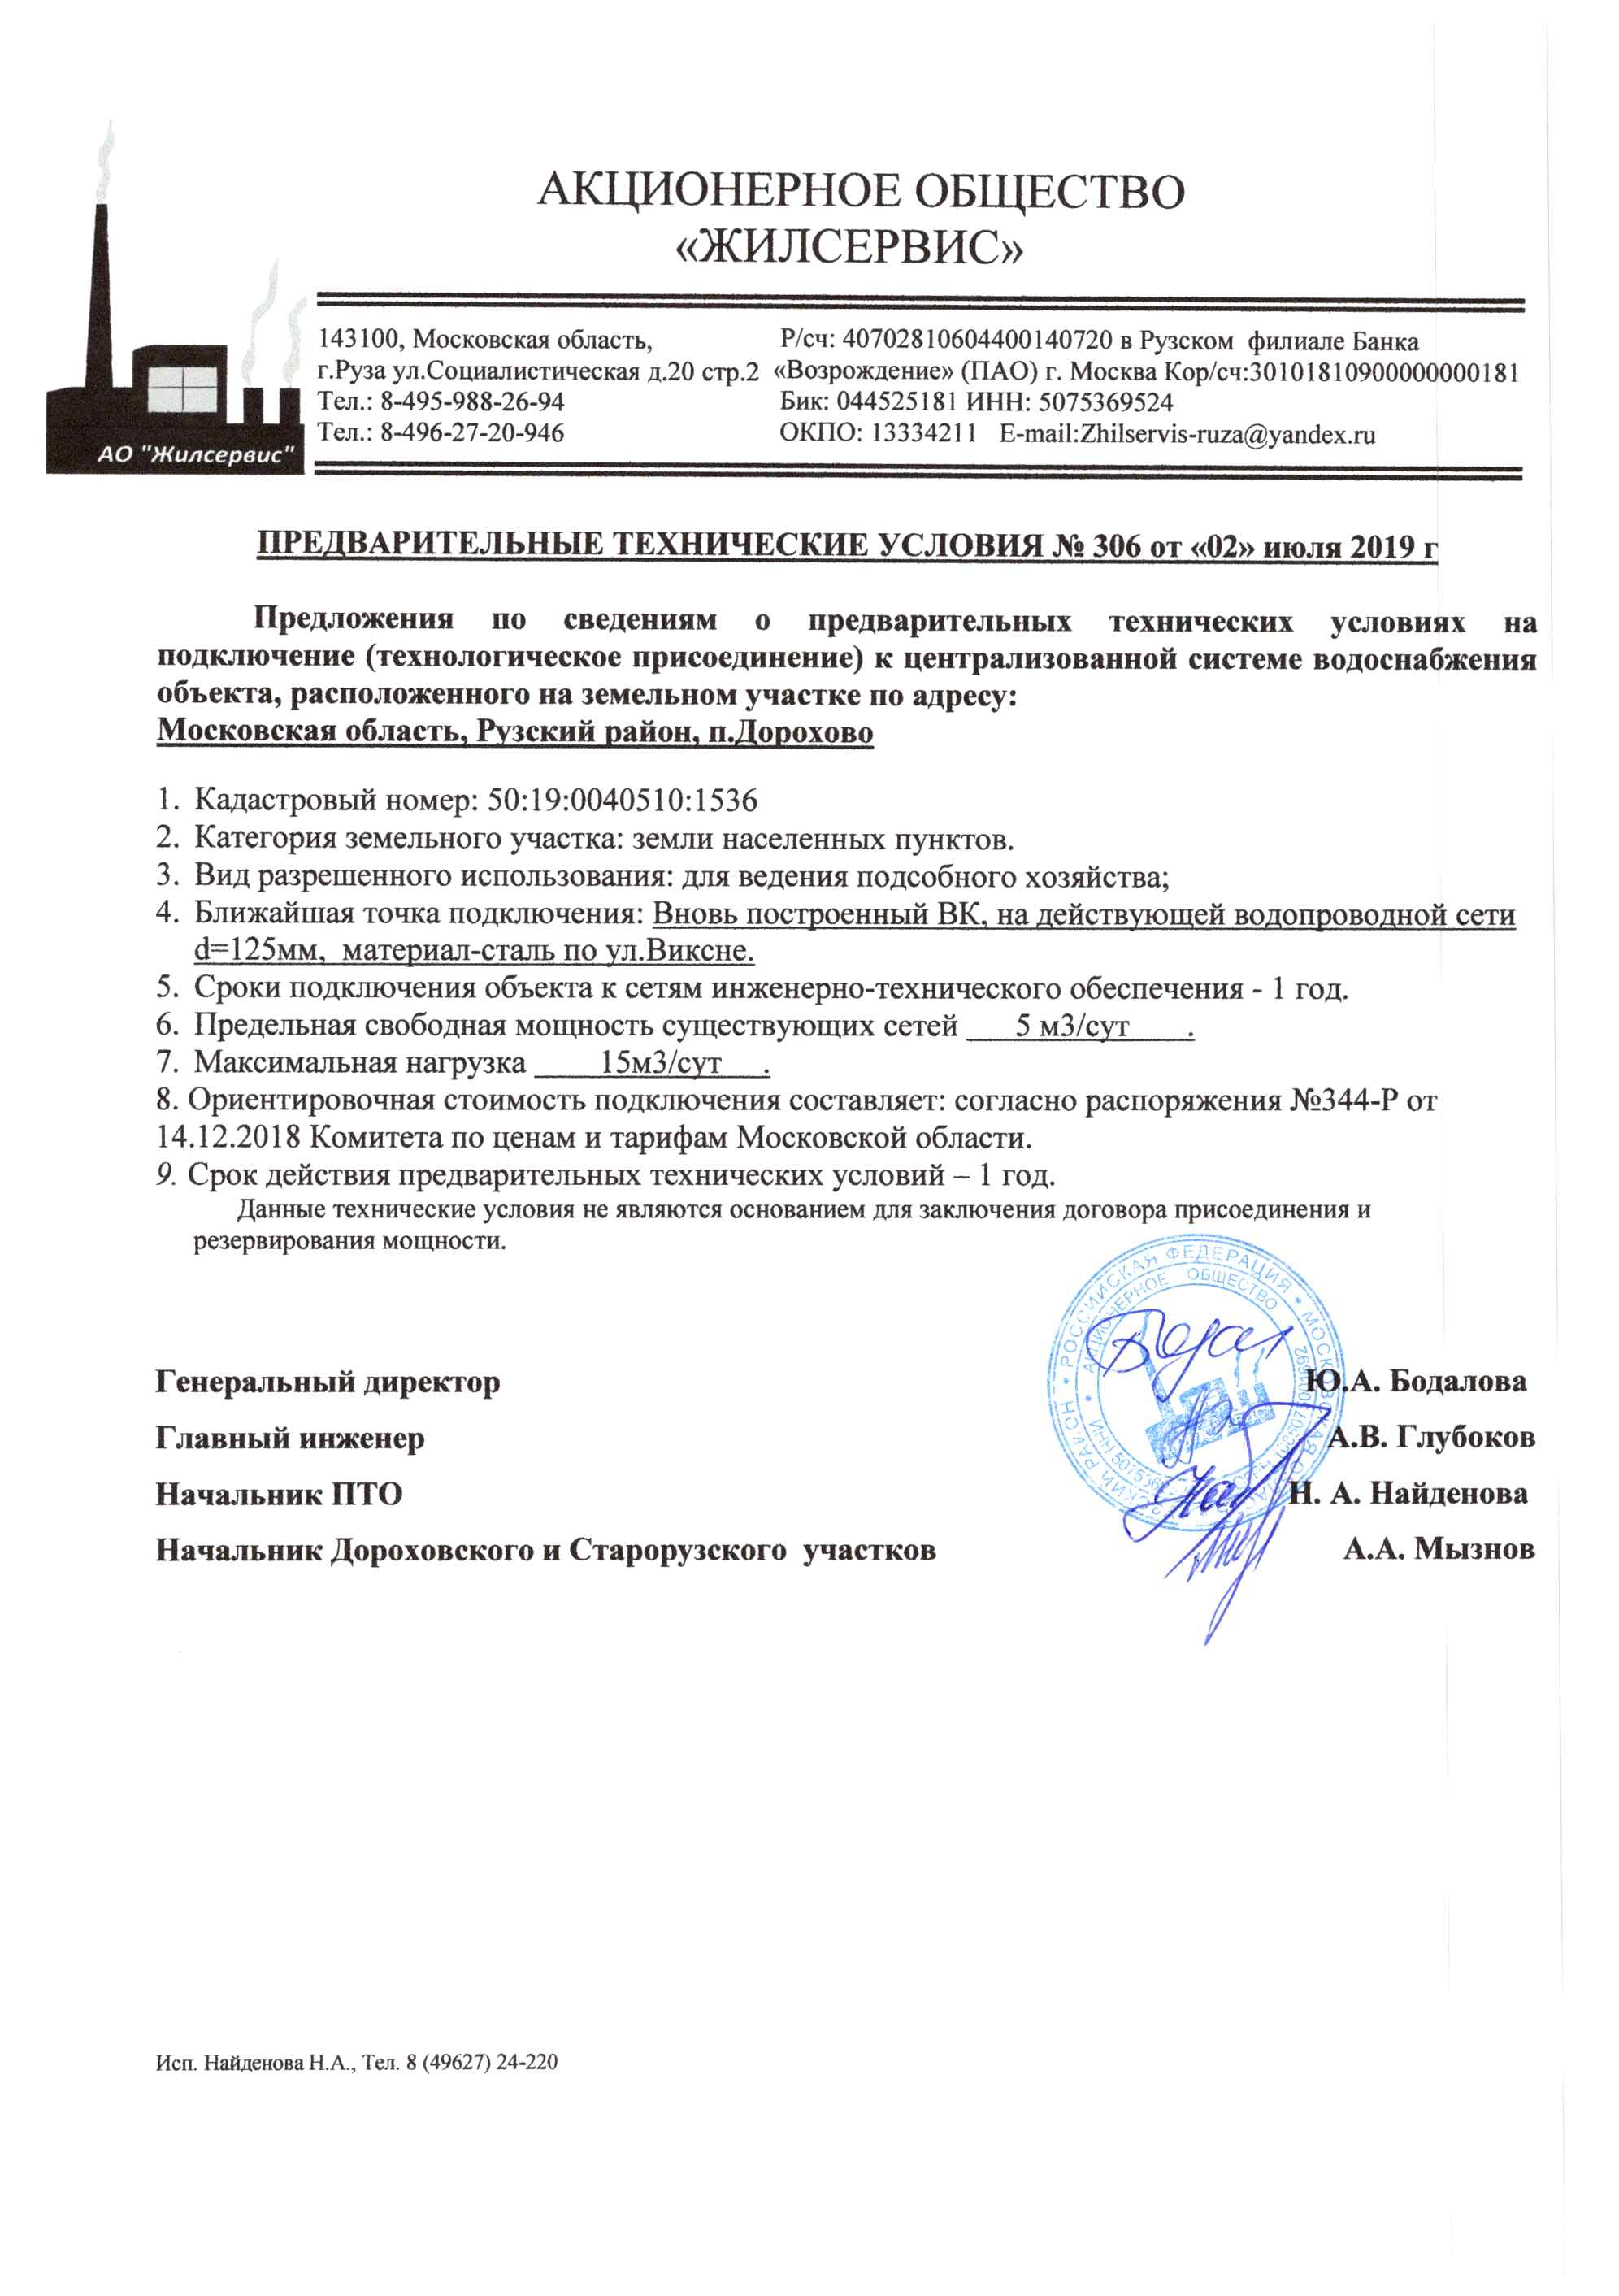 АКЦИОНЕРНОЕ ОБЩЕСТВО
«ЖИЛСЕРВИС»
АО "Жилсервис"
143100, Московская область,
г.Руза ул.Социалистическая д.20 стр.2
Тел.: 8-495-988-26-94
Тел.: 8-496-27-20-946
Р/сч: 40702810604400140720 в Рузском филиале Банка
«Возрождение» (ПАО) г. Москва Кор/сч:30101810900000000181
Бик: 044525181 ИНН: 5075369524
ОКПО: 13334211 E-mail:Zhilservis-ruza@yandex.ru
ПРЕДВАРИТЕЛЬНЫЕ ТЕХНИЧЕСКИЕ УСЛОВИЯ № 306 от «02» июля 2019 г
Предложения по сведениям о предварительных технических условиях на
подключение (технологическое присоединение) к централизованной системе водоснабжения
объекта, расположенного на земельном участке по адресу:
Московская область, Рузский район, п.Дорохово
1. Кадастровый номер: 50:19:0040510:1536
2. Категория земельного участка: земли населенных пунктов.
3. Вид разрешенного использования: для ведения подсобного хозяйства;
4. Ближайшая точка подключения: Вновь построенный ВК, на действующей водопроводной сети
d=125мм, материал-сталь по ул.Виксне.
5. Сроки подключения объекта к сетям инженерно-технического обеспечения - 1 год.
6. Предельная свободная мощность существующих сетей ___5 м3/сут____.
7. Максимальная нагрузка ____15м3/сут___.
8. Ориентировочная стоимость подключения составляет: согласно распоряжения №344-Р от
14.12.2018 Комитета по ценам и тарифам Московской области.
9. Срок действия предварительных технических условий – 1 год.
Данные технические условия не являются основанием для заключения договора присоединения и
резервирования мощности.
РОССИЙСКАЯ ФЕДЕРАЦИЯ • МОСКОВСКАЯ
АКЦИОНЕРНОЕ ОБЩЕСТВО
Генеральный директор Ю.А. Бодалова
Главный инженер А.В. Глубоков
Начальник ПТО Н. А. Найденова
Начальник Дороховского и Старорузского участков А.А. Мызнов
Исп. Найденова Н.А., Тел. 8 (49627) 24-220